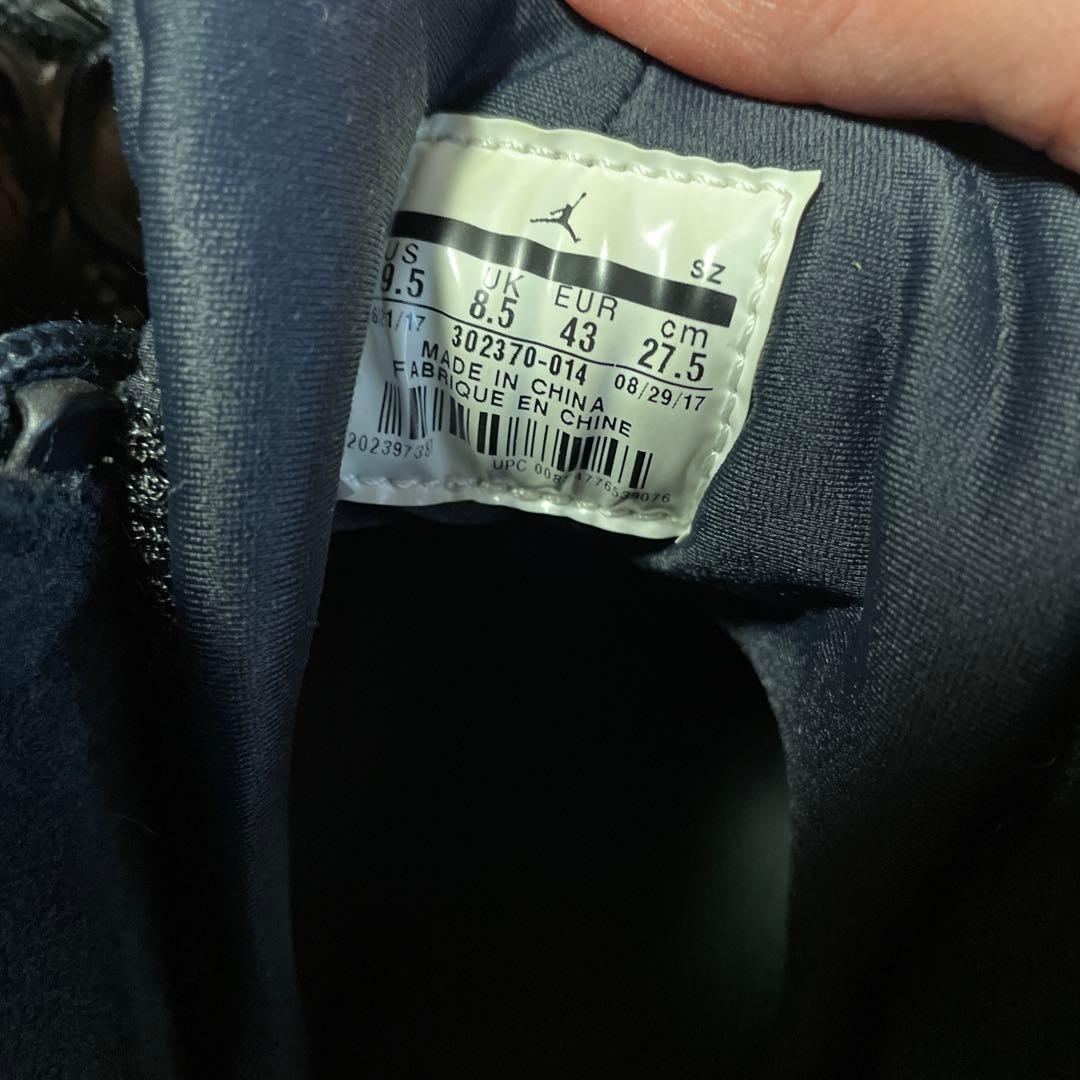 SZ
US UK EUR cm
9.5 8.5 43 27.5
302370-014 08/29/17
MADE IN CHINA
FABRIQUE EN CHINE
UPC